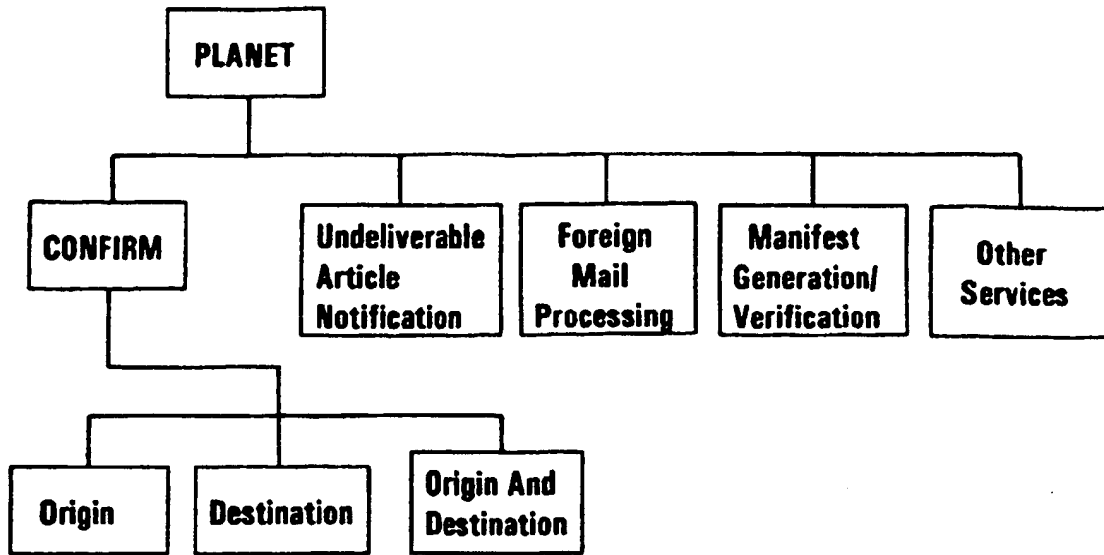 PLANET
CONFIRM
Undeliverable
Article
Notification
Foreign
Mail
Processing
Manifest
Generation/
Verification
Other
Services
Origin
Destination
Origin And
Destination